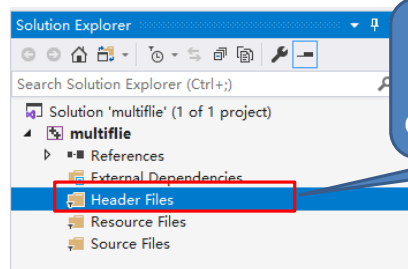 Solution Explorer
Search Solution Explorer (Ctrl+;)
Solution 'multiflie' (1 of 1 project)
multiflie
References
External Dependencies
Header Files
Resource Files
Source Files